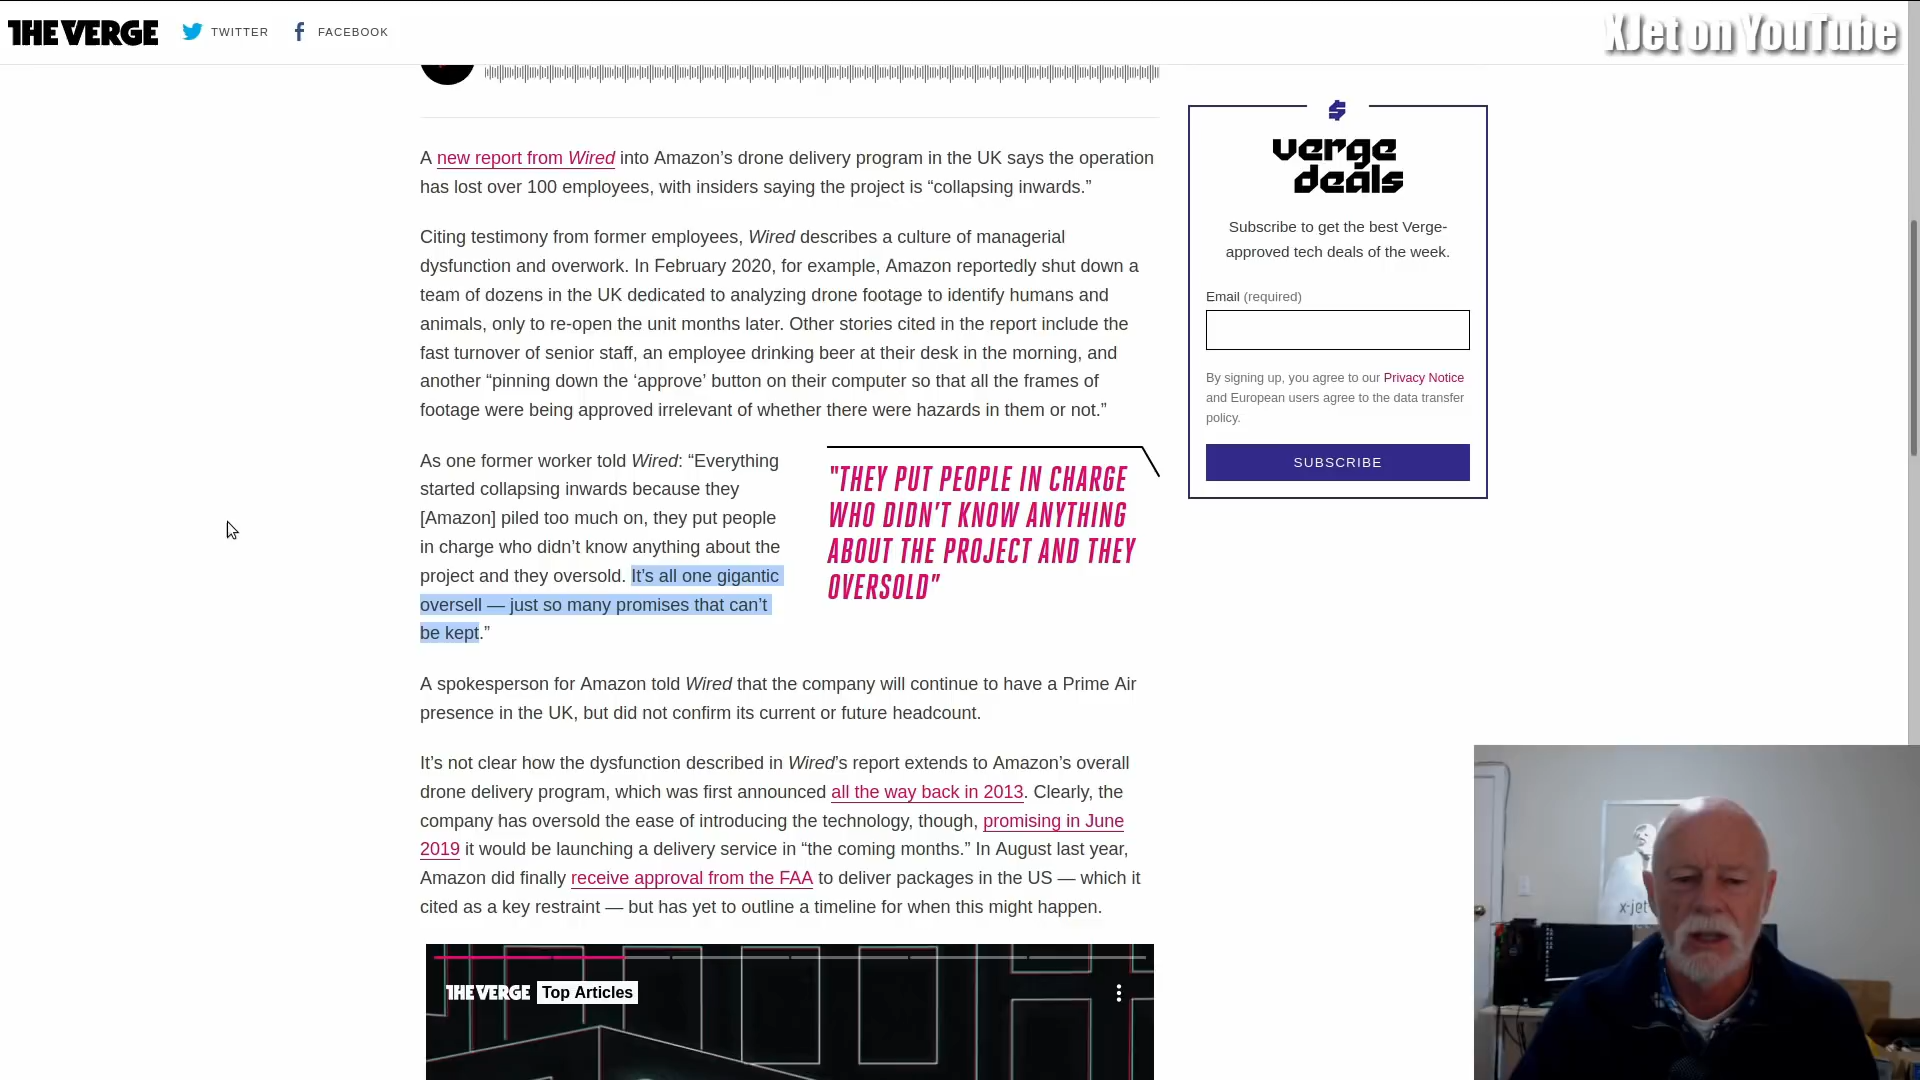 THE VERGE
TWITTER
FACEBOOK
XJet on YouTube
A new report from Wired into Amazon’s drone delivery program in the UK says the operation
has lost over 100 employees, with insiders saying the project is “collapsing inwards.”
Citing testimony from former employees, Wired describes a culture of managerial
dysfunction and overwork. In February 2020, for example, Amazon reportedly shut down a
team of dozens in the UK dedicated to analyzing drone footage to identify humans and
animals, only to re-open the unit months later. Other stories cited in the report include the
fast turnover of senior staff, an employee drinking beer at their desk in the morning, and
another “pinning down the ‘approve’ button on their computer so that all the frames of
footage were being approved irrelevant of whether there were hazards in them or not.”
As one former worker told Wired: “Everything
started collapsing inwards because they
[Amazon] piled too much on, they put people
in charge who didn’t know anything about the
project and they oversold. It’s all one gigantic
oversell — just so many promises that can’t
be kept.”
"THEY PUT PEOPLE IN CHARGE
WHO DIDN'T KNOW ANYTHING
ABOUT THE PROJECT AND THEY
OVERSOLD”
A spokesperson for Amazon told Wired that the company will continue to have a Prime Air
presence in the UK, but did not confirm its current or future headcount.
It’s not clear how the dysfunction described in Wired’s report extends to Amazon’s overall
drone delivery program, which was first announced all the way back in 2013. Clearly, the
company has oversold the ease of introducing the technology, though, promising in June
2019 it would be launching a delivery service in “the coming months.” In August last year,
Amazon did finally receive approval from the FAA to deliver packages in the US — which it
cited as a key restraint — but has yet to outline a timeline for when this might happen.
THE VERGE Top Articles
verge
deals
Subscribe to get the best Verge-
approved tech deals of the week.
Email (required)
By signing up, you agree to our Privacy Notice
and European users agree to the data transfer
policy.
SUBSCRIBE
x-jet